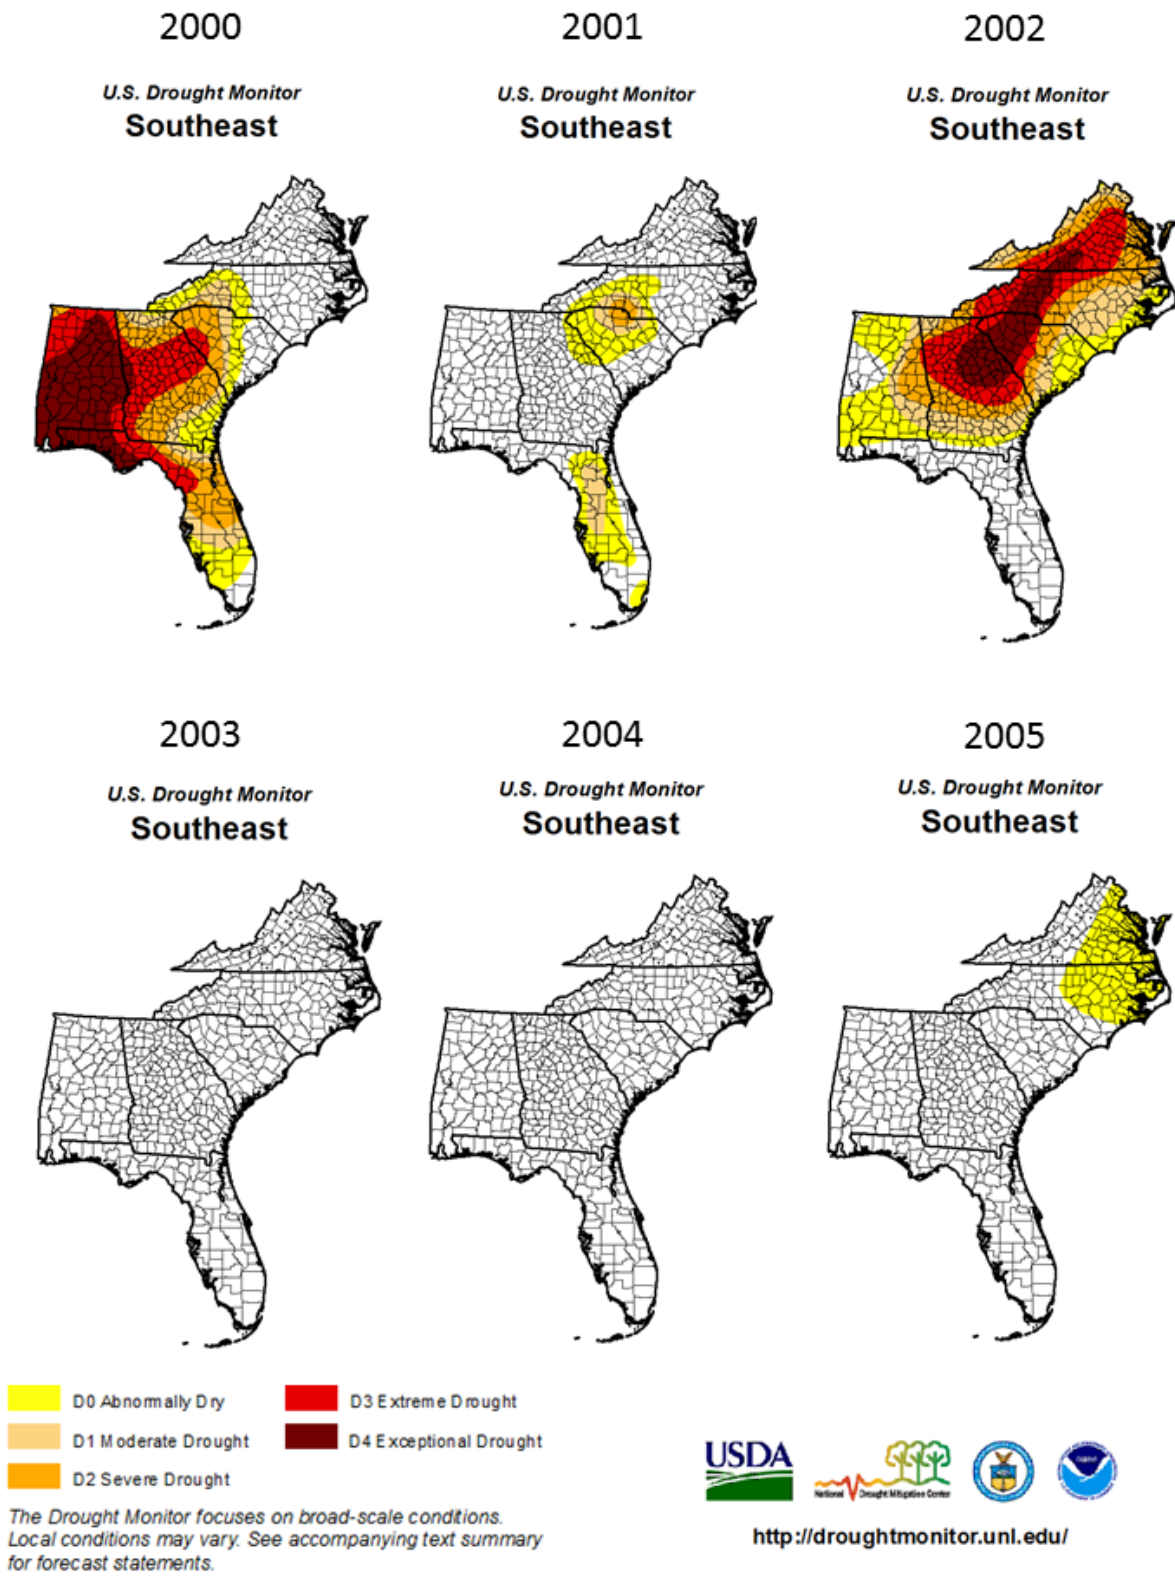 2000
2001
2002
U.S. Drought Monitor
Southeast
U.S. Drought Monitor
Southeast
U.S. Drought Monitor
Southeast
2003
2004
2005
U.S. Drought Monitor
Southeast
U.S. Drought Monitor
Southeast
U.S. Drought Monitor
Southeast
D0 Abnormally Dry
D3 Extreme Drought
D1 Moderate Drought
D4 Exceptional Drought
D2 Severe Drought
The Drought Monitor focuses on broad-scale conditions.
Local conditions may vary. See accompanying text summary
for forecast statements.
USDA
National Drought Mitigation Center
http://droughtmonitor.unl.edu/